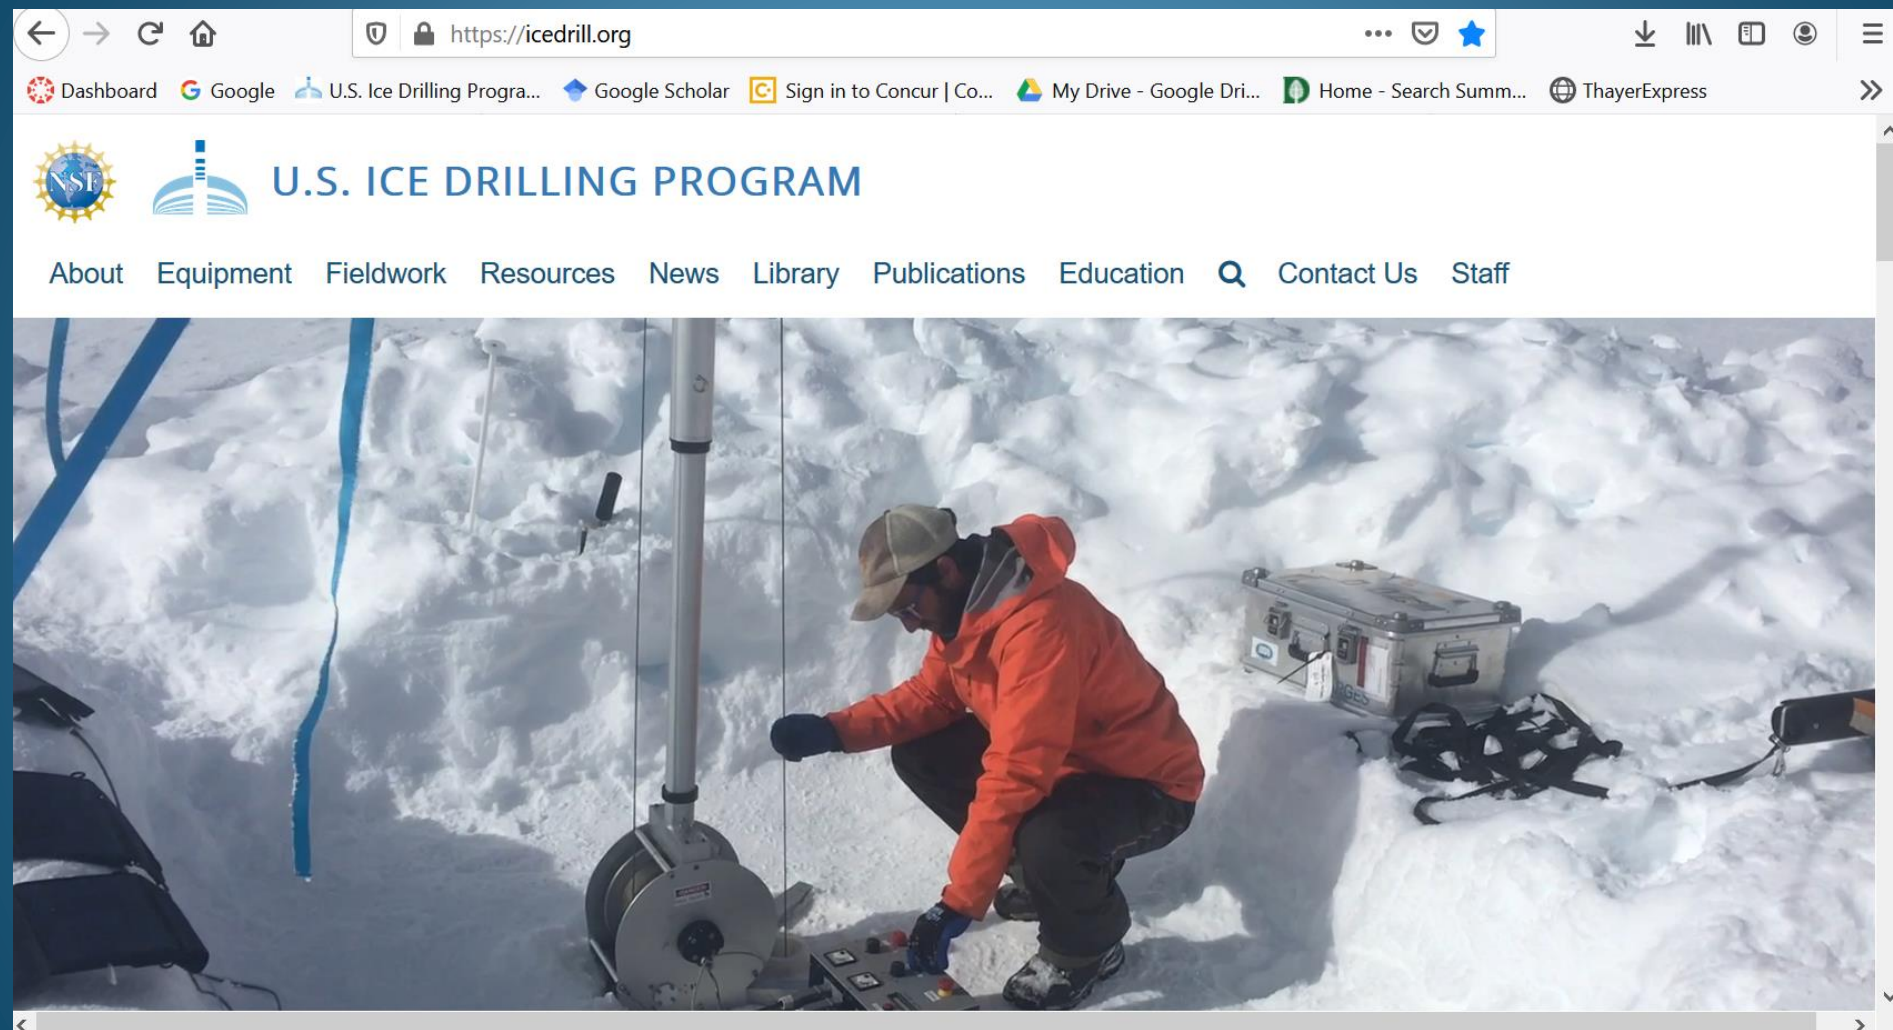 https://icedrill.org
Dashboard Google U.S. Ice Drilling Progra... Google Scholar Sign in to Concur | Co... My Drive - Google Dri... Home - Search Summ... ThayerExpress
NSF U.S. ICE DRILLING PROGRAM
About Equipment Fieldwork Resources News Library Publications Education Contact Us Staff